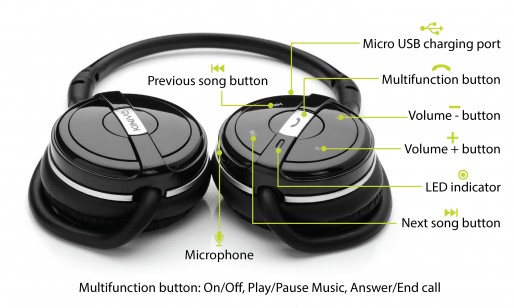 Micro USB charging port
Previous song button
Multifunction button
Volume - button
KINIVO
Volume + button
LED indicator
Next song button
Microphone
Multifunction button: On/Off, Play/Pause Music, Answer/End call